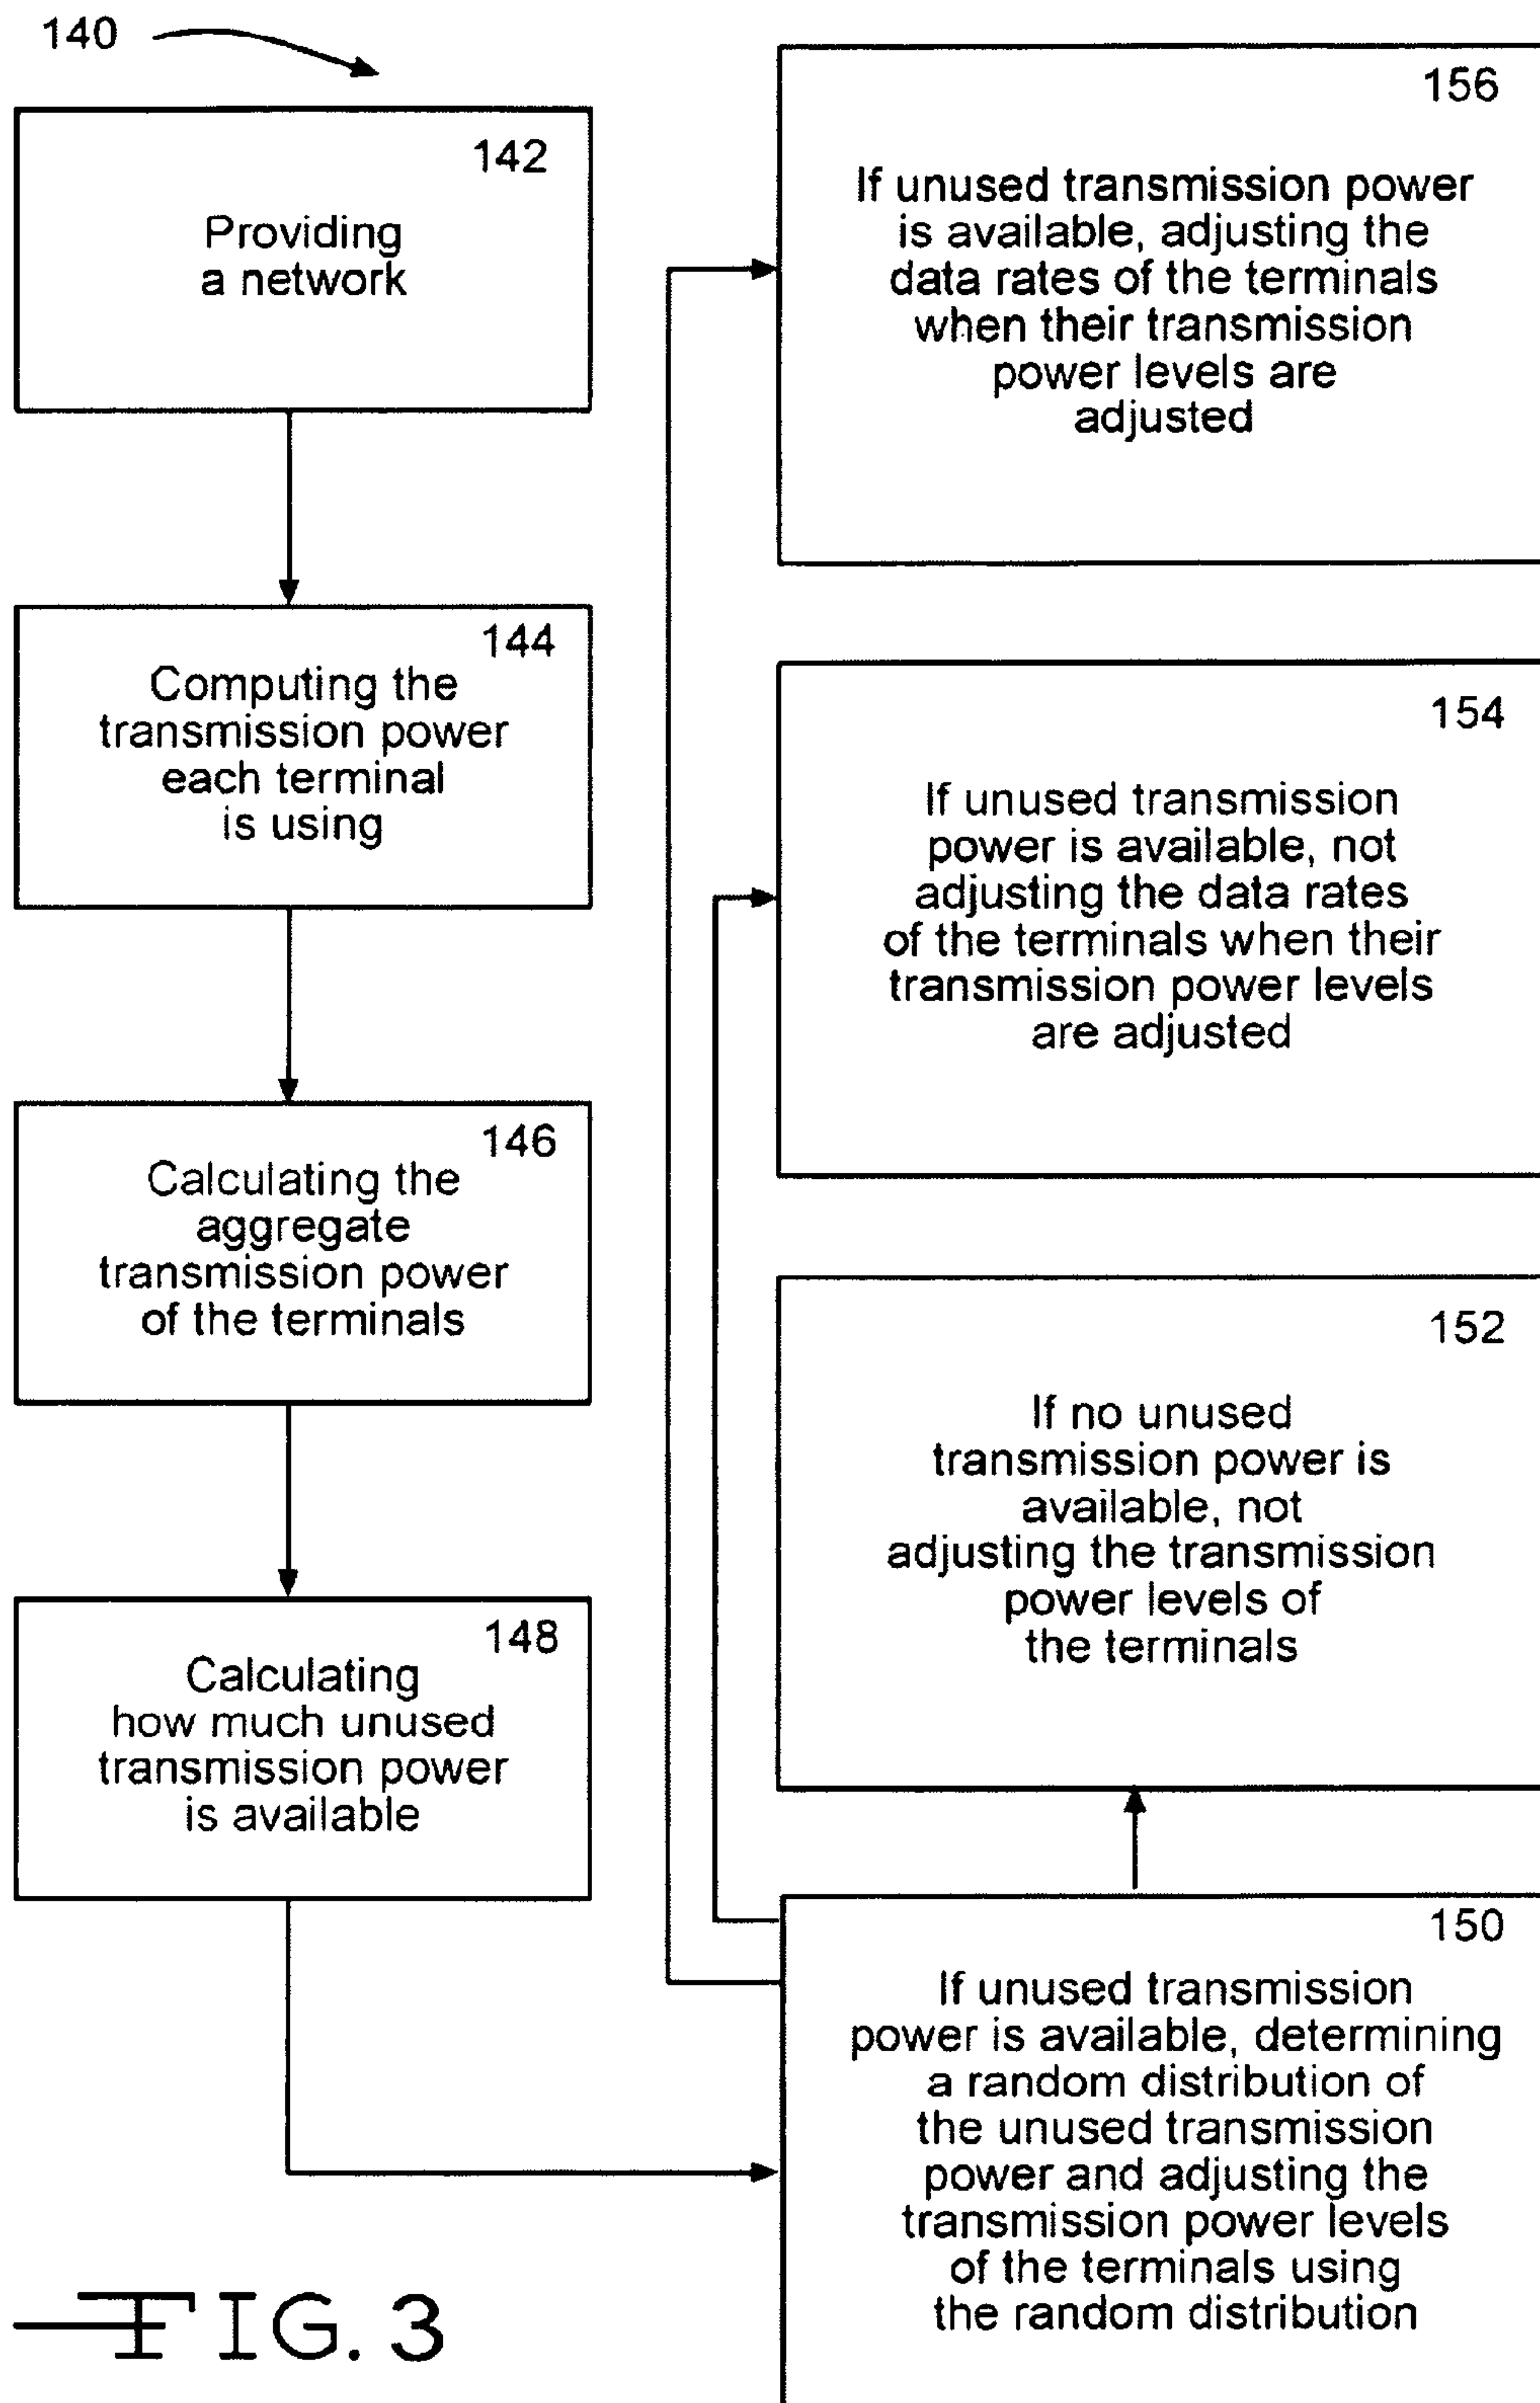 140
142
Providing
a network
144
Computing the
transmission power
each terminal
is using
146
Calculating the
aggregate
transmission power
of the terminals
148
Calculating
how much unused
transmission power
is available
150
If unused transmission
power is available, determining
a random distribution of
the unused transmission
power and adjusting the
transmission power levels
of the terminals using
the random distribution
152
If no unused
transmission power is
available, not
adjusting the transmission
power levels of
the terminals
154
If unused transmission
power is available, not
adjusting the data rates
of the terminals when their
transmission power levels
are adjusted
156
If unused transmission power
is available, adjusting the
data rates of the terminals
when their transmission
power levels are
adjusted
FIG. 3